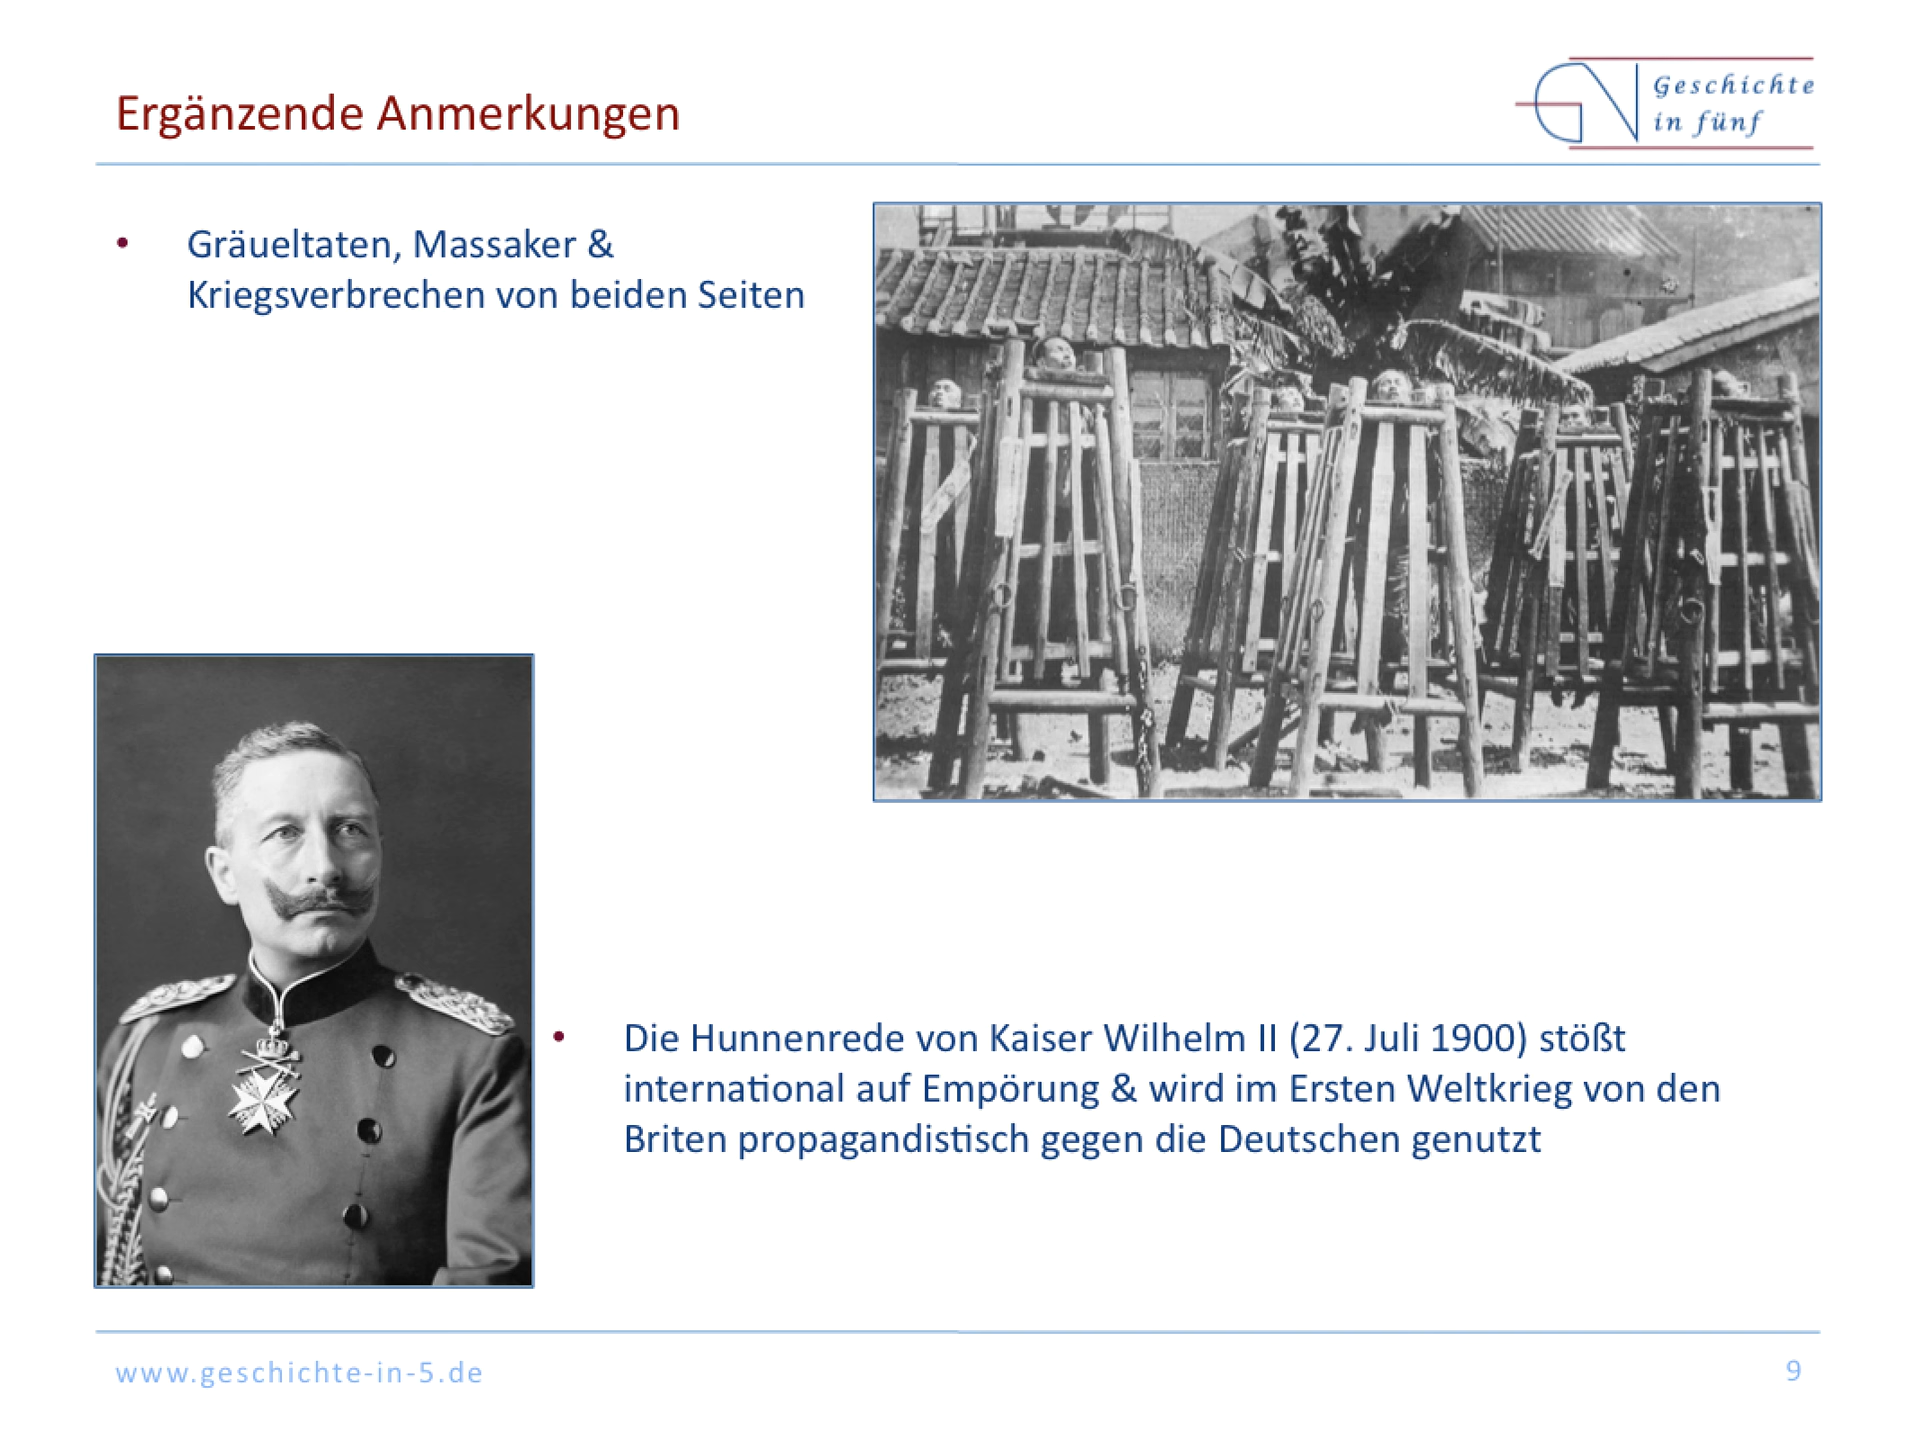 Ergänzende Anmerkungen
Geschichte
in fünf
• Gräueltaten, Massaker &
Kriegsverbrechen von beiden Seiten
• Die Hunnenrede von Kaiser Wilhelm II (27. Juli 1900) stößt
international auf Empörung & wird im Ersten Weltkrieg von den
Briten propagandistisch gegen die Deutschen genutzt
www.geschichte-in-5.de
9